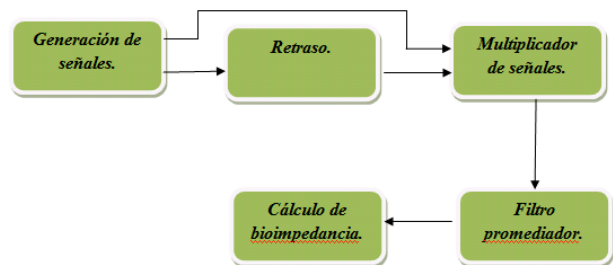 Generación de
señales.
Retraso.
Multiplicador
de señales.
Cálculo de
bioimpedancia.
Filtro
promediador.